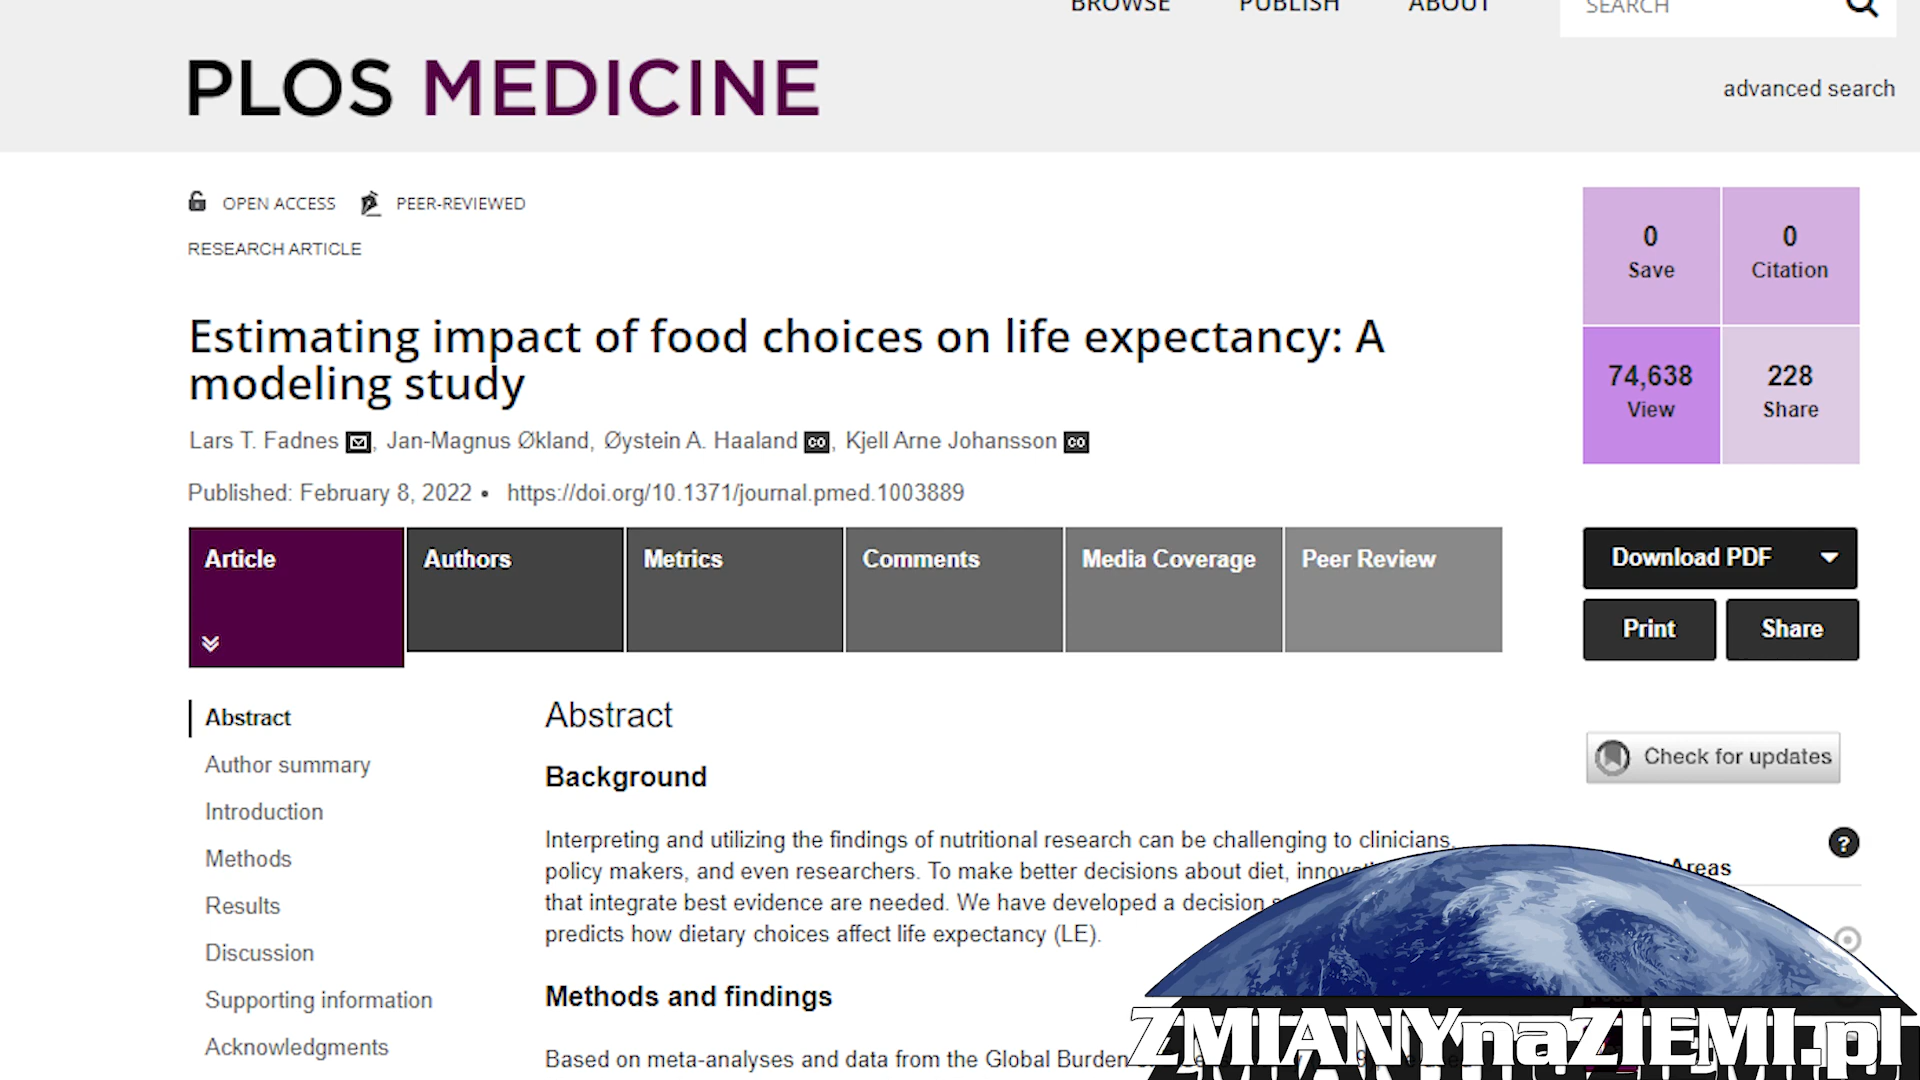 BROWSE PUBLISH ABOUT SEARCH
PLOS MEDICINE
advanced search
OPEN ACCESS PEER-REVIEWED
RESEARCH ARTICLE
0 Save
0 Citation
74,638 View
228 Share
Estimating impact of food choices on life expectancy: A
modeling study
Lars T. Fadnes, Jan-Magnus Økland, Øystein A. Haaland co, Kjell Arne Johansson co
Published: February 8, 2022 • https://doi.org/10.1371/journal.pmed.1003889
Article Authors Metrics Comments Media Coverage Peer Review
Download PDF
Print Share
Check for updates
Abstract
Author summary
Introduction
Methods
Results
Discussion
Supporting information
Acknowledgments
Abstract
Background
Interpreting and utilizing the findings of nutritional research can be challenging to clinicians,
policy makers, and even researchers. To make better decisions about diet,
that integrate best evidence are needed. We have developed a decision
predicts how dietary choices affect life expectancy (LE).
Methods and findings
Based on meta-analyses and data from the Global Burden
?
Areas
ZMIANYnaZIEMI.pl